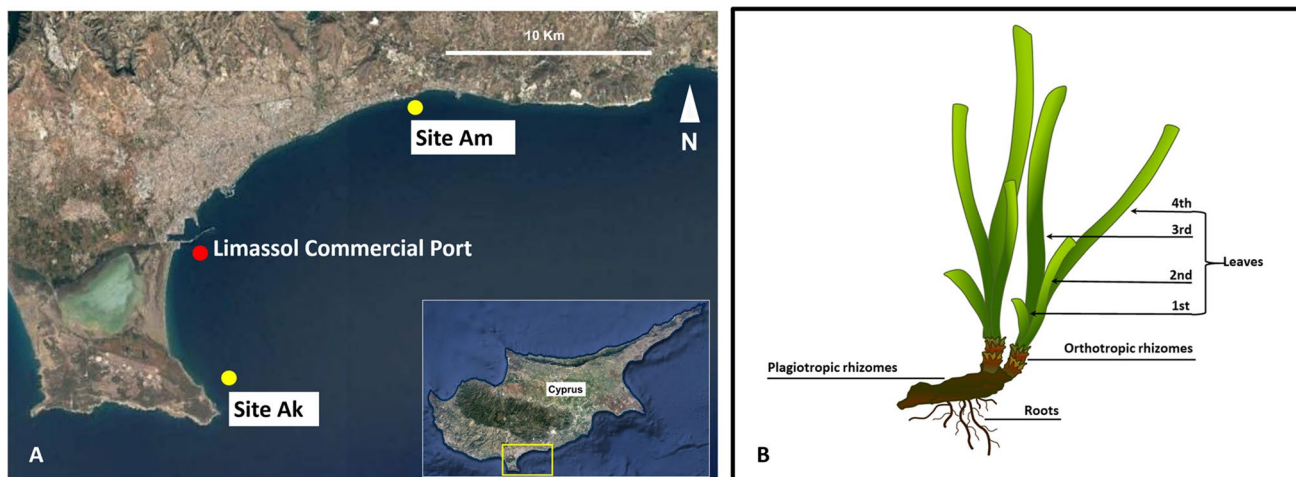 10 Km
N
Site Am
Limassol Commercial Port
Site Ak
Cyprus
A
4th
3rd
Leaves
2nd
1st
Orthotropic rhizomes
Plagiotropic rhizomes
Roots
B